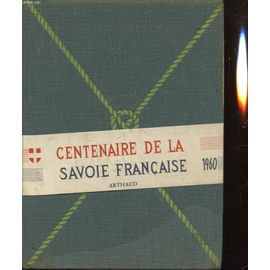 CENTENAIRE DE LA
SAVOIE FRANÇAISE 1960
ARTHAUD